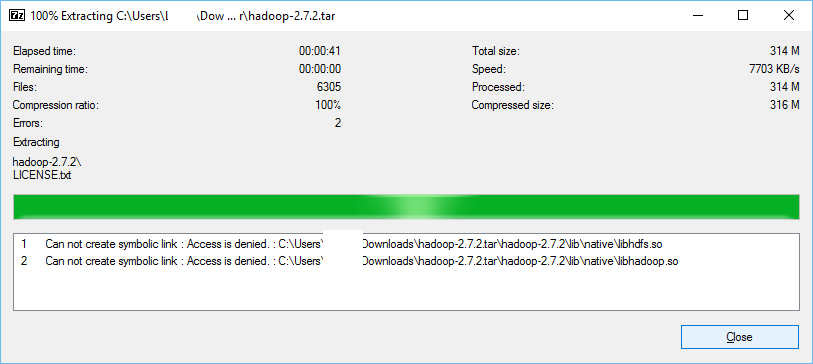 7z 100% Extracting C:\Users\ \Dow ... r\hadoop-2.7.2.tar
Elapsed time: 00:00:41 Total size: 314 M
Remaining time: 00:00:00 Speed: 7703 KB/s
Files: 6305 Processed: 314 M
Compression ratio: 100% Compressed size: 316 M
Errors: 2
Extracting
hadoop-2.7.2\
LICENSE.txt
1 Can not create symbolic link : Access is denied. : C:\Users\ Downloads\hadoop-2.7.2.tar\hadoop-2.7.2\lib\native\libhdfs.so
2 Can not create symbolic link : Access is denied. : C:\Users\ Downloads\hadoop-2.7.2.tar\hadoop-2.7.2\lib\native\libhadoop.so
Close